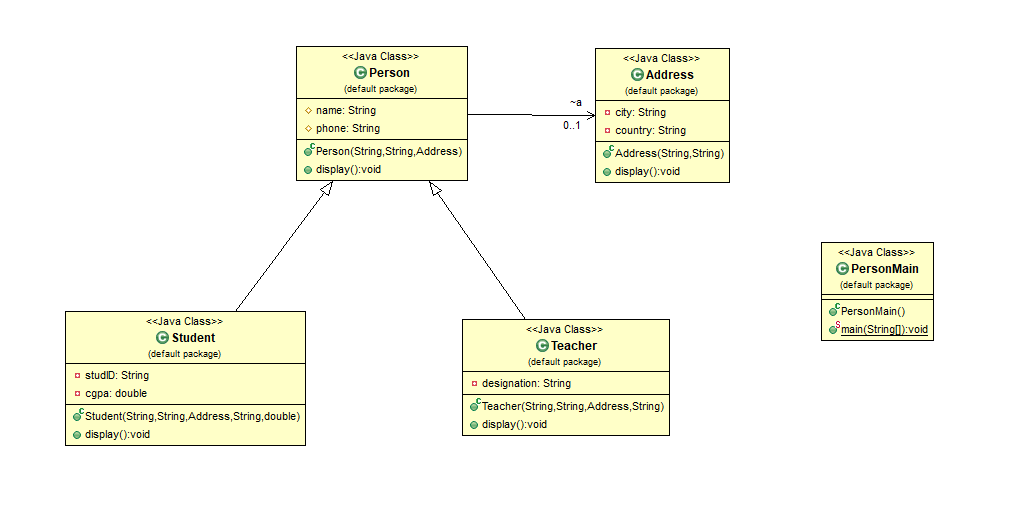 <<Java Class>>
Person
(default package)
name: String
phone: String
Person(String,String,Address)
display():void
~a
0..1
<<Java Class>>
Address
(default package)
city: String
country: String
Address(String,String)
display():void
<<Java Class>>
PersonMain
(default package)
PersonMain()
main(String[]):void
<<Java Class>>
Student
(default package)
studID: String
cgpa: double
Student(String,String,Address,String,double)
display():void
<<Java Class>>
Teacher
(default package)
designation: String
Teacher(String,String,Address,String)
display():void